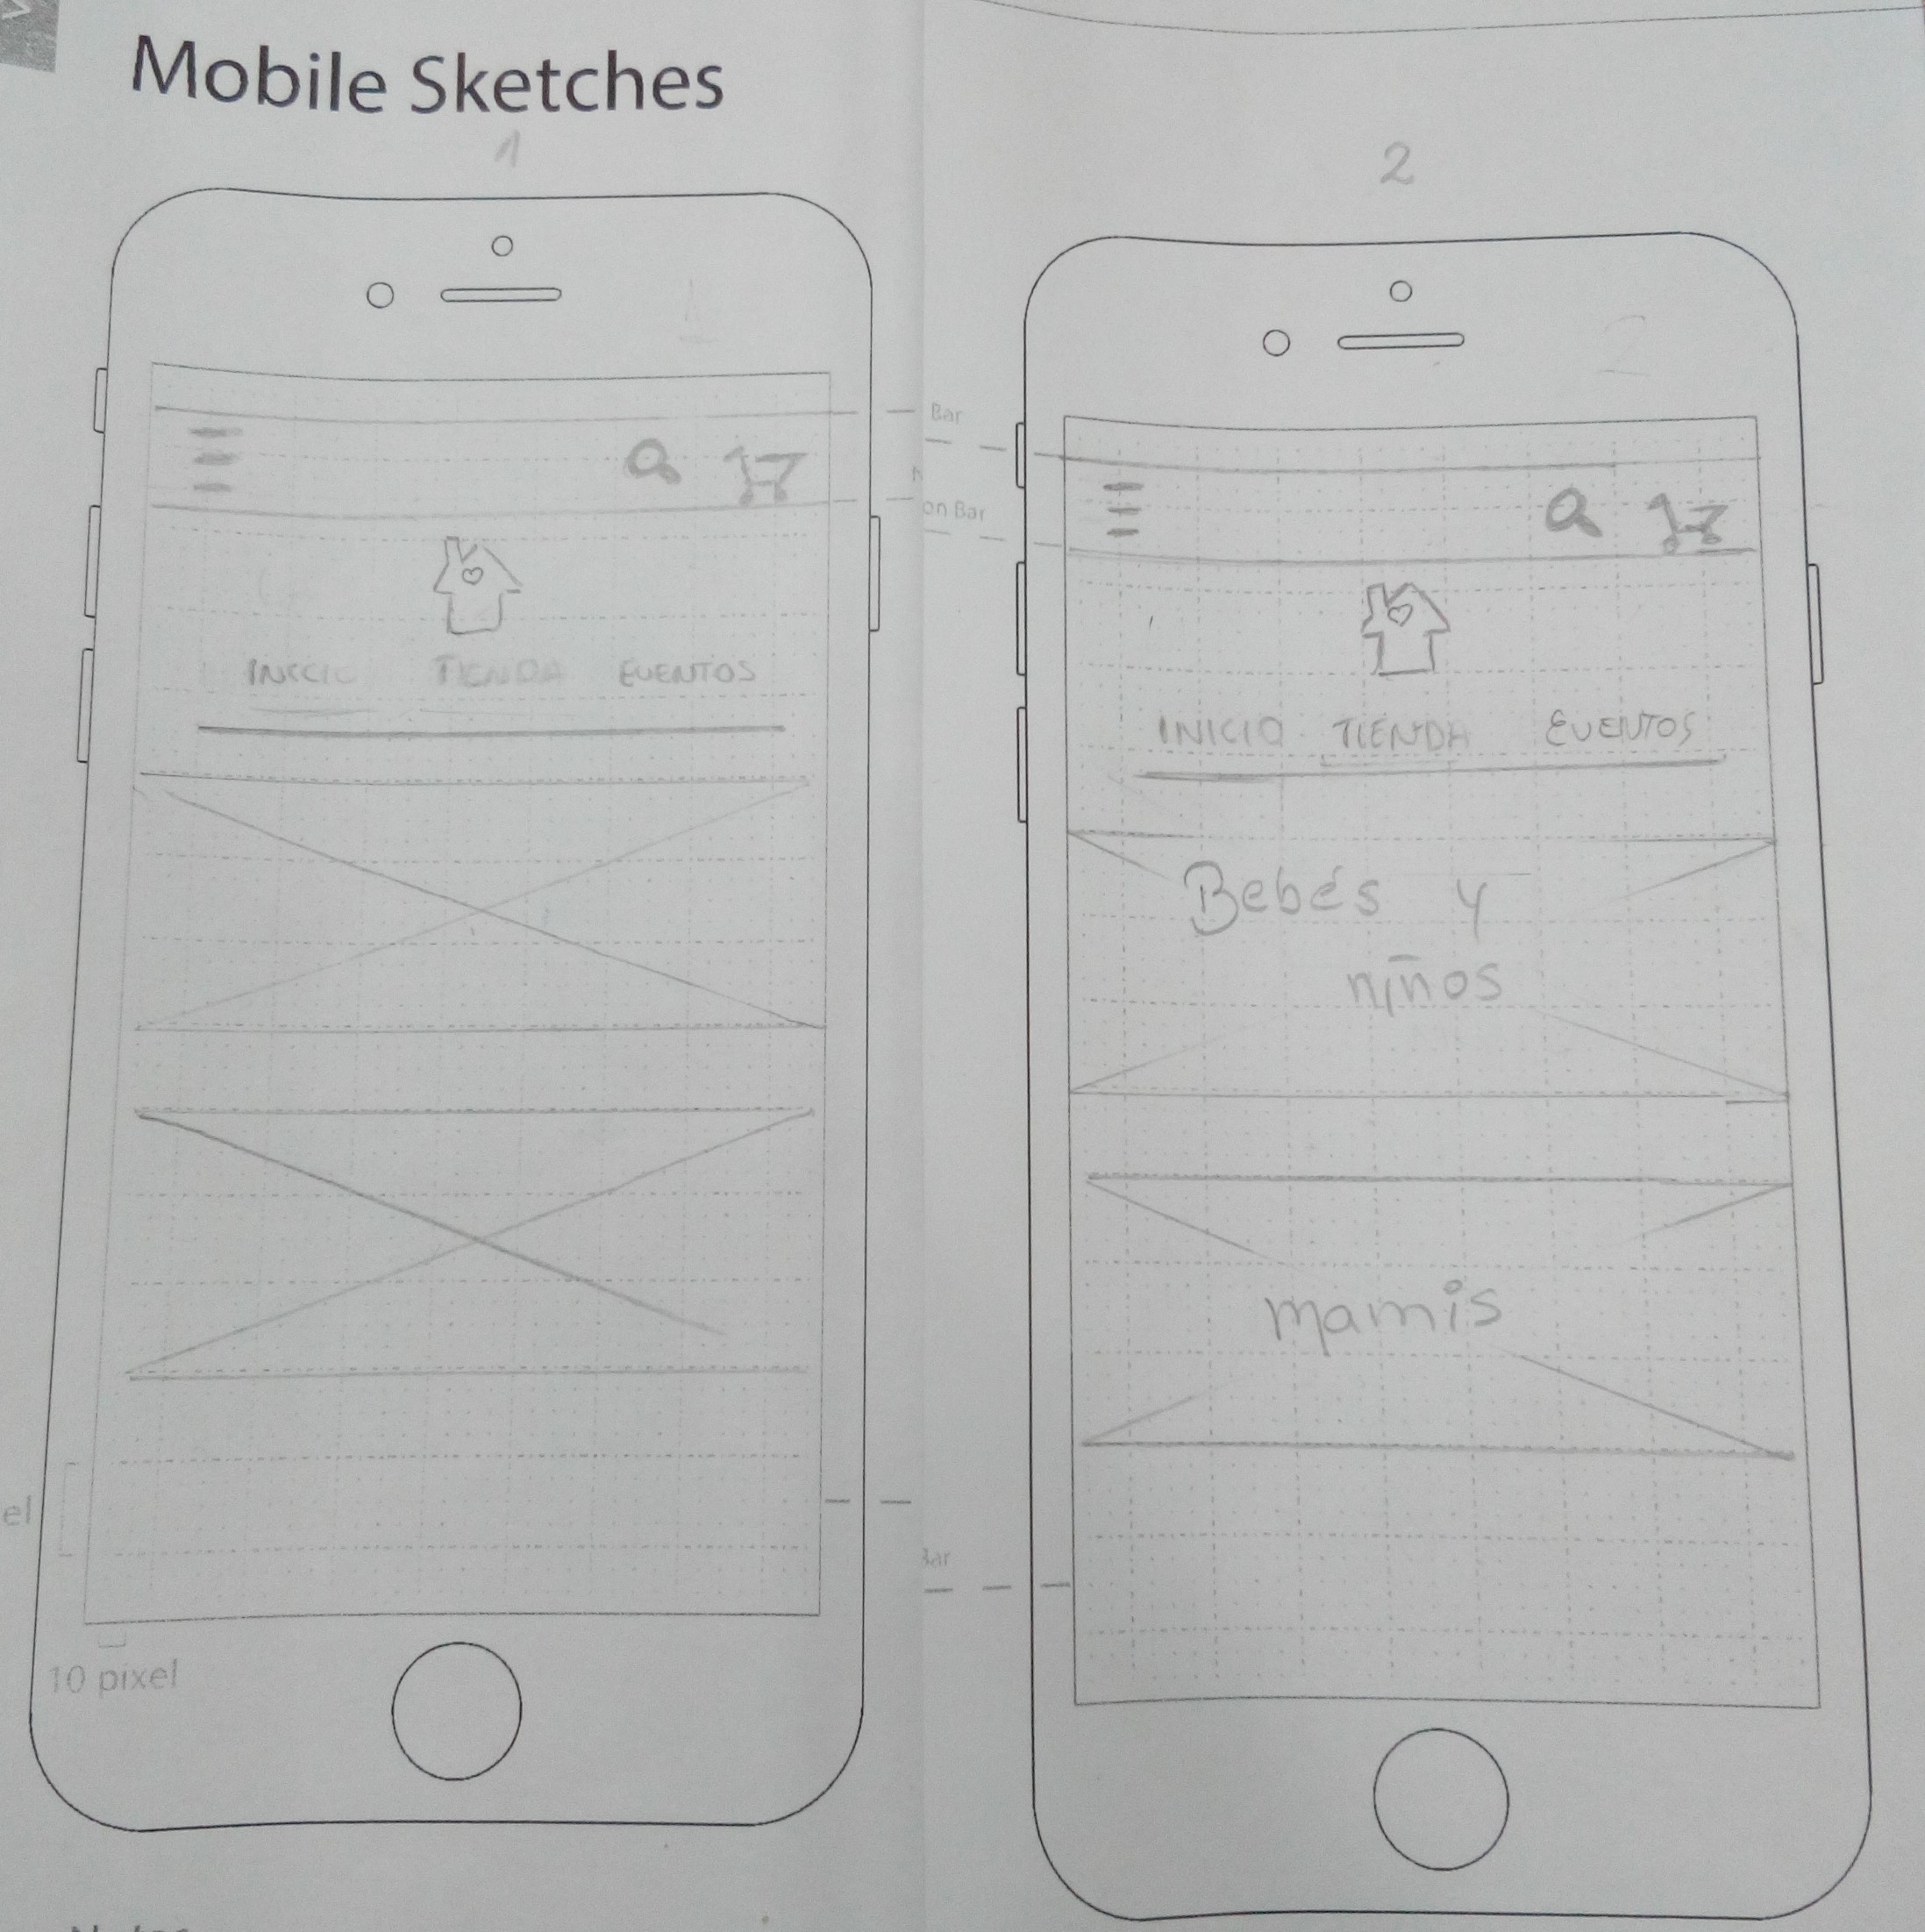 Mobile Sketches
1
2
Bar
on Bar
INICIO TIENDA EVENTOS
INICIO TIENDA EVENTOS
Bebés y
niños
mamis
el
Bar
10 pixel